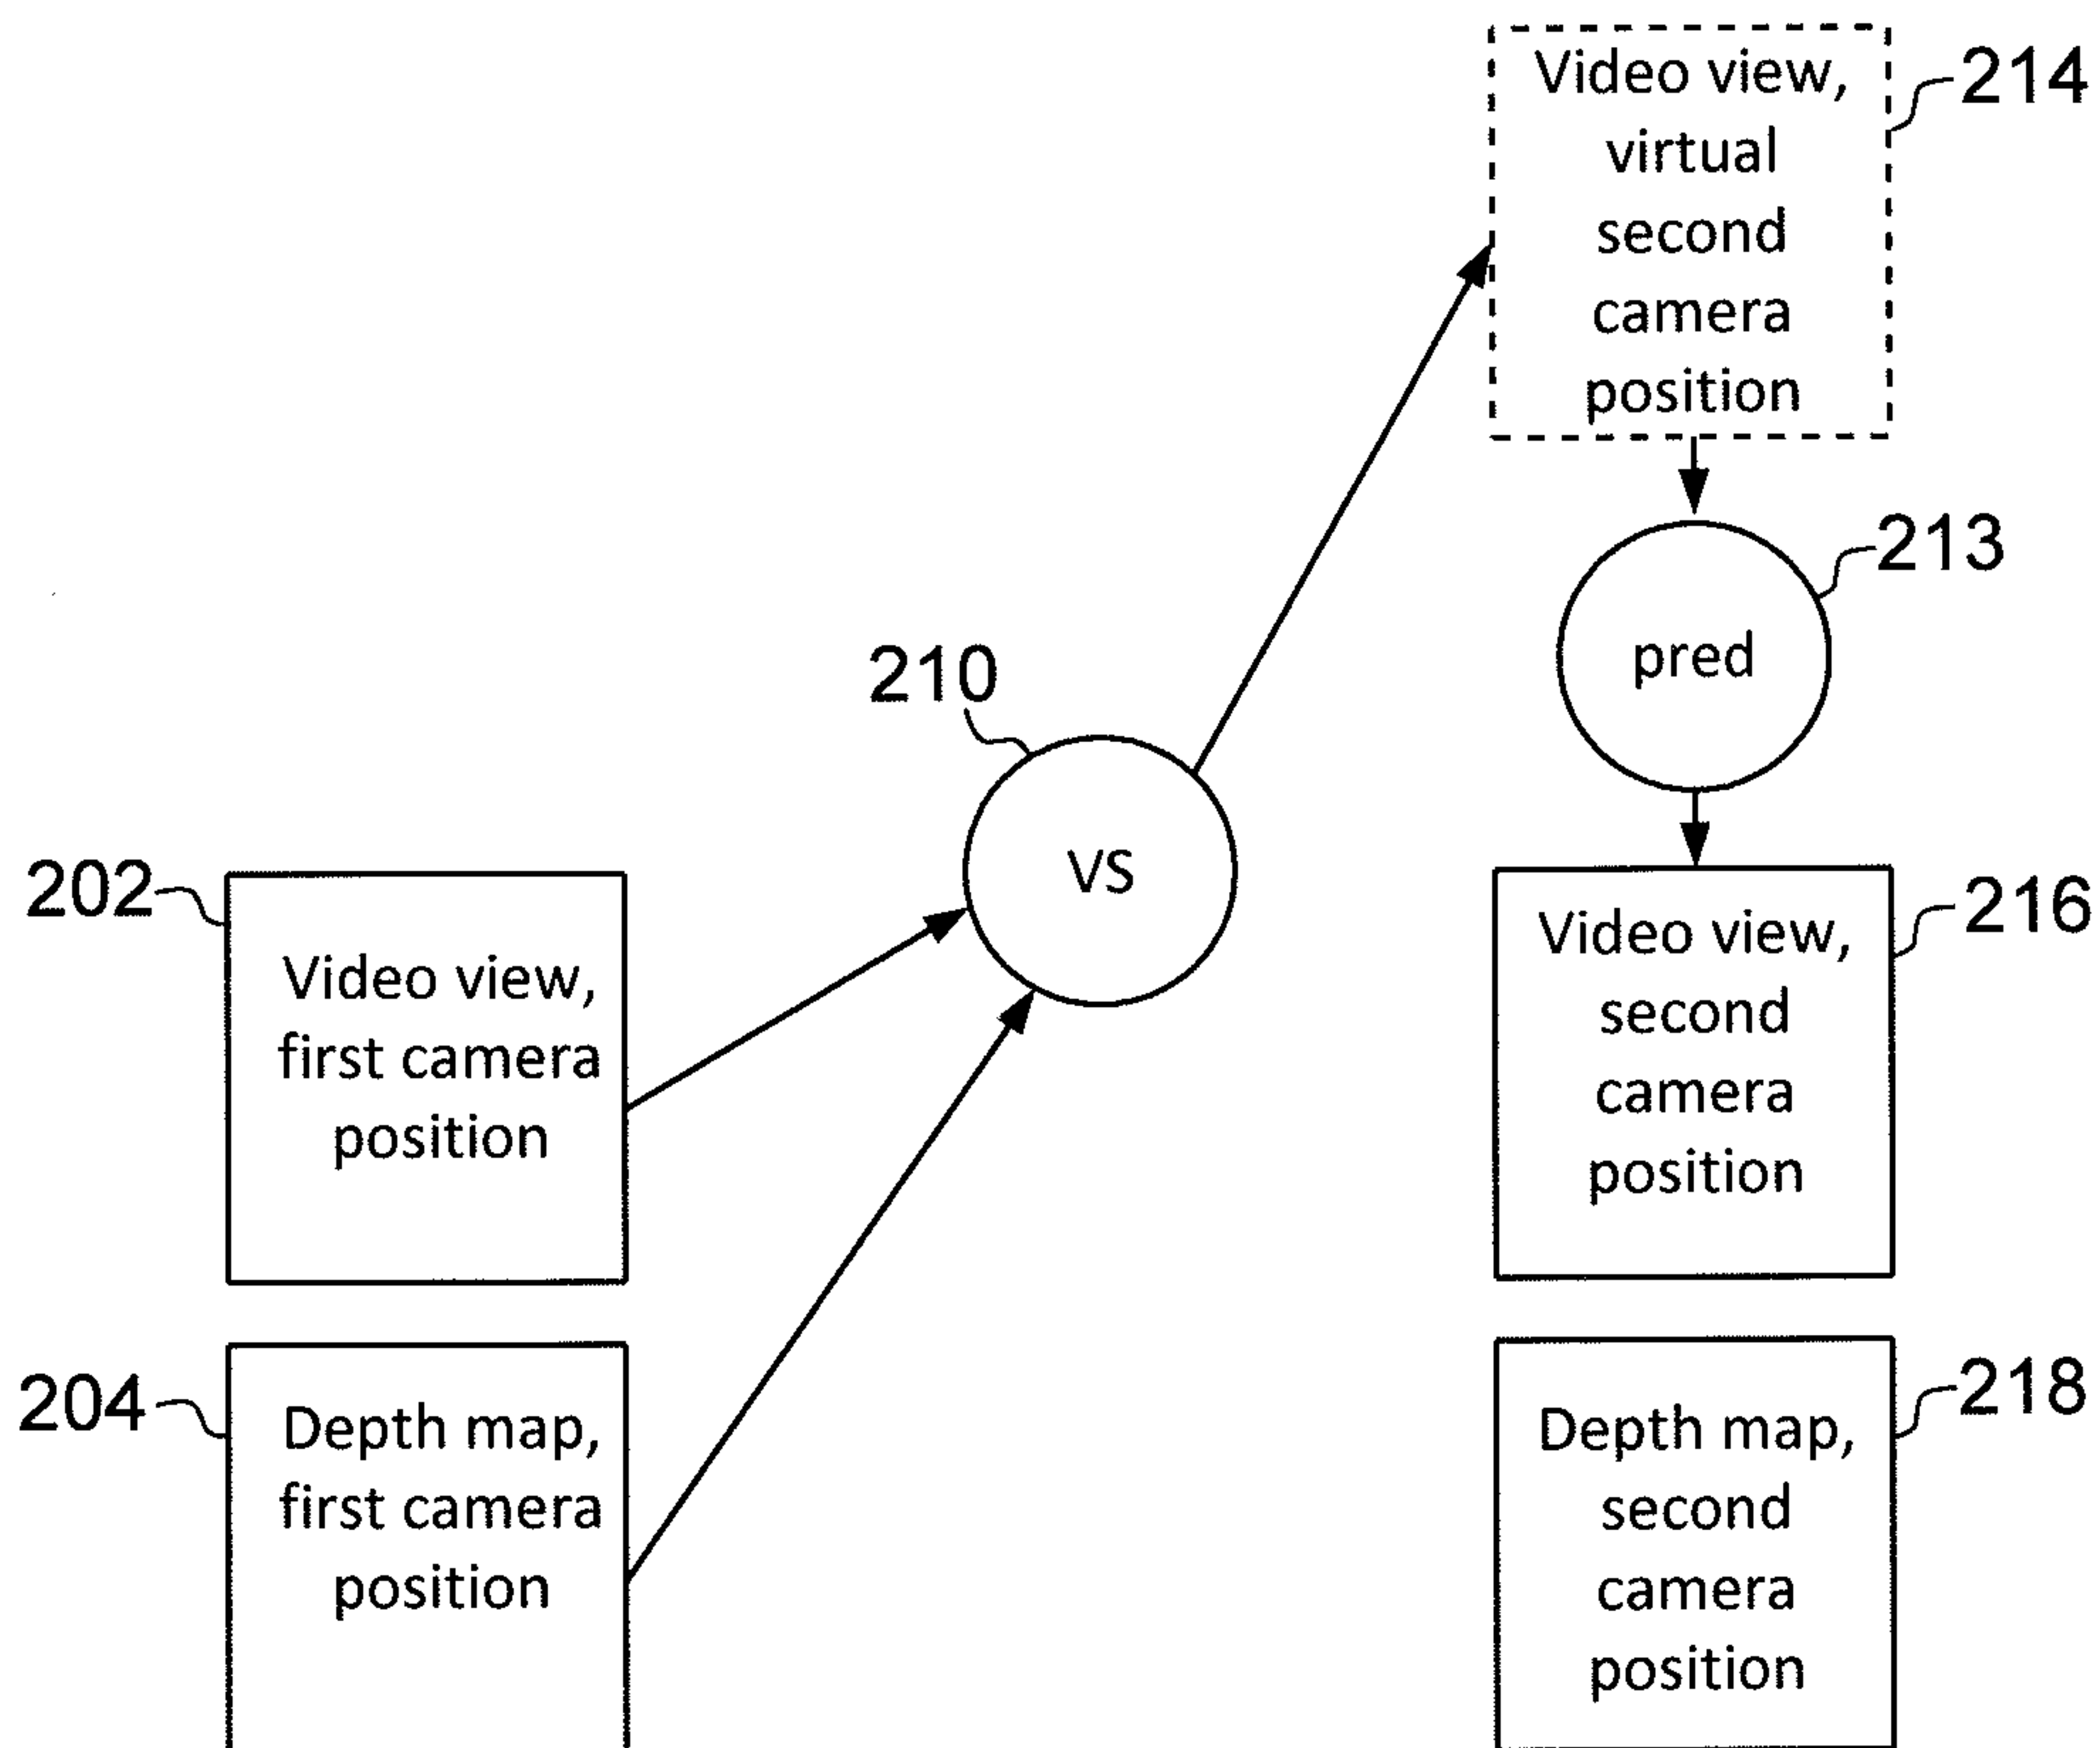 Video view,
virtual
second
camera
position
214
213
pred
210
VS
202
Video view,
first camera
position
216
Video view,
second
camera
position
204
Depth map,
first camera
position
218
Depth map,
second
camera
position